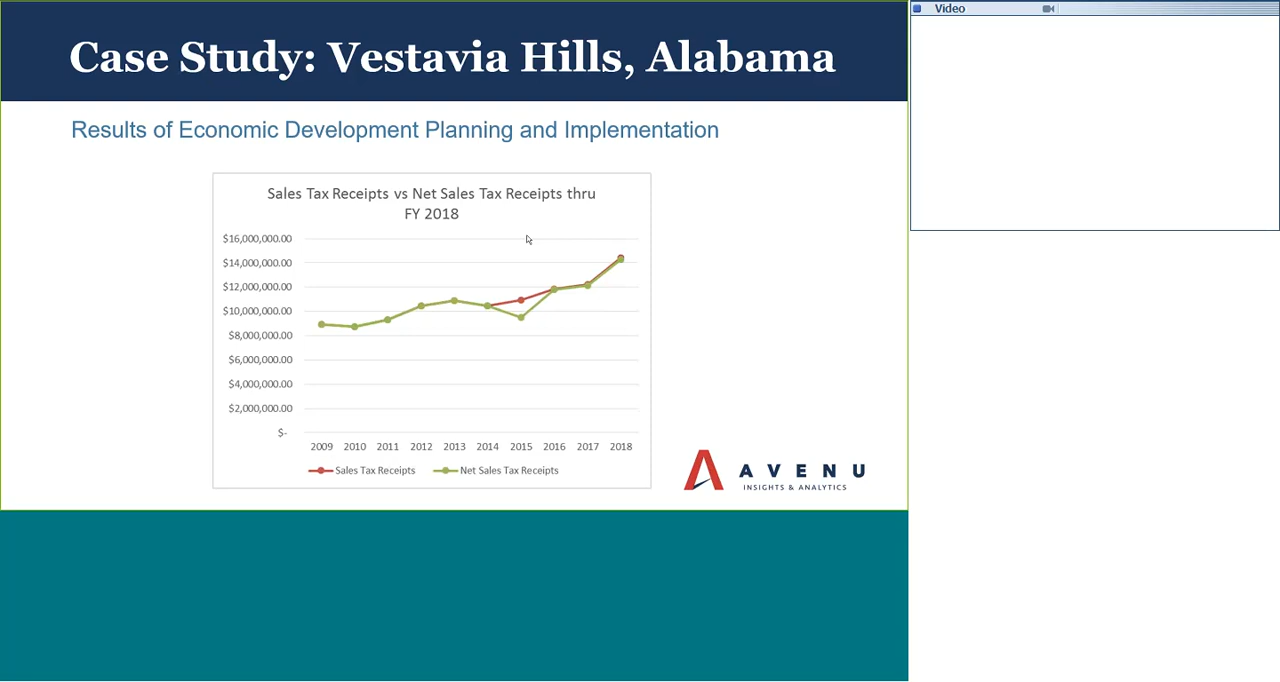 Case Study: Vestavia Hills, Alabama
Video
Results of Economic Development Planning and Implementation
Sales Tax Receipts vs Net Sales Tax Receipts thru
FY 2018
$16,000,000.00
$14,000,000.00
$12,000,000.00
$10,000,000.00
$8,000,000.00
$6,000,000.00
$4,000,000.00
$2,000,000.00
$-
2009 2010 2011 2012 2013 2014 2015 2016 2017 2018
Sales Tax Receipts Net Sales Tax Receipts
AVENU
INSIGHTS & ANALYTICS